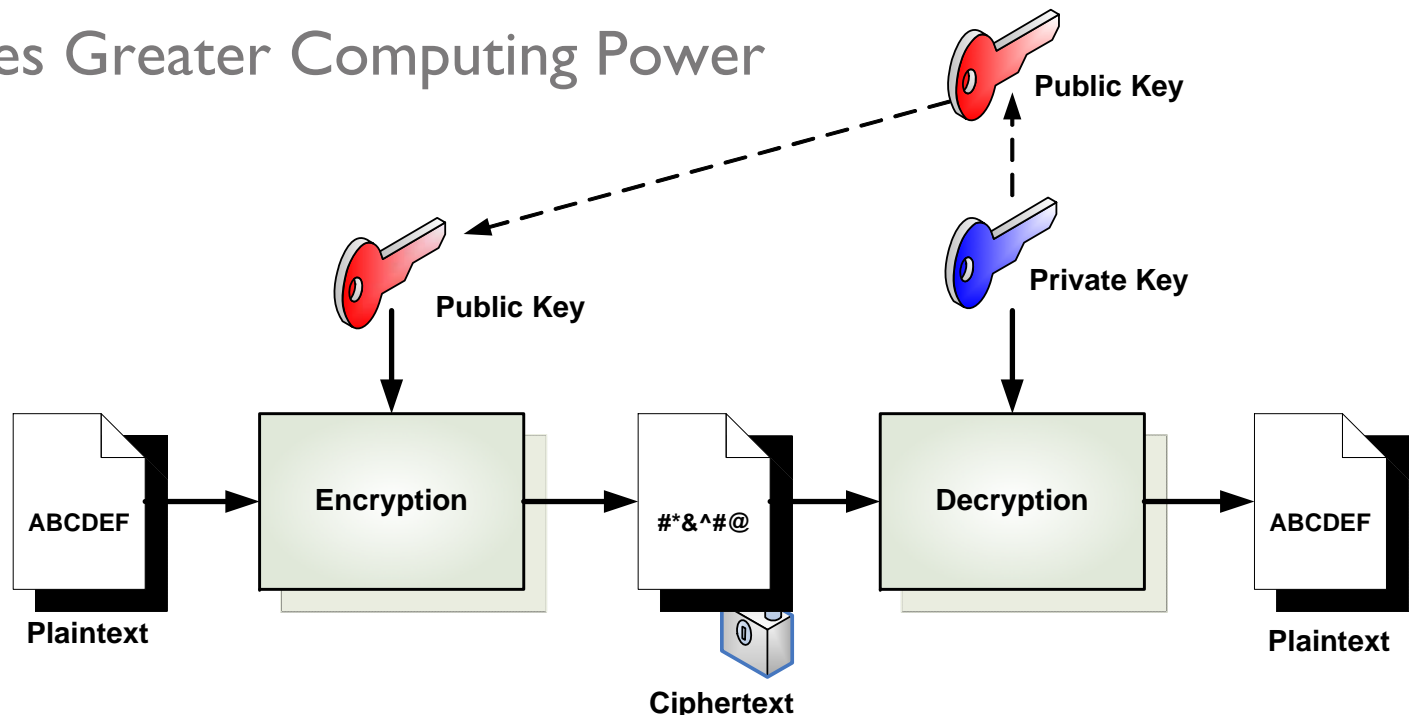 es Greater Computing Power
Public Key
Private Key
Public Key
ABCDEF
Encryption
#*&^#@
Decryption
ABCDEF
Plaintext
Plaintext
Ciphertext